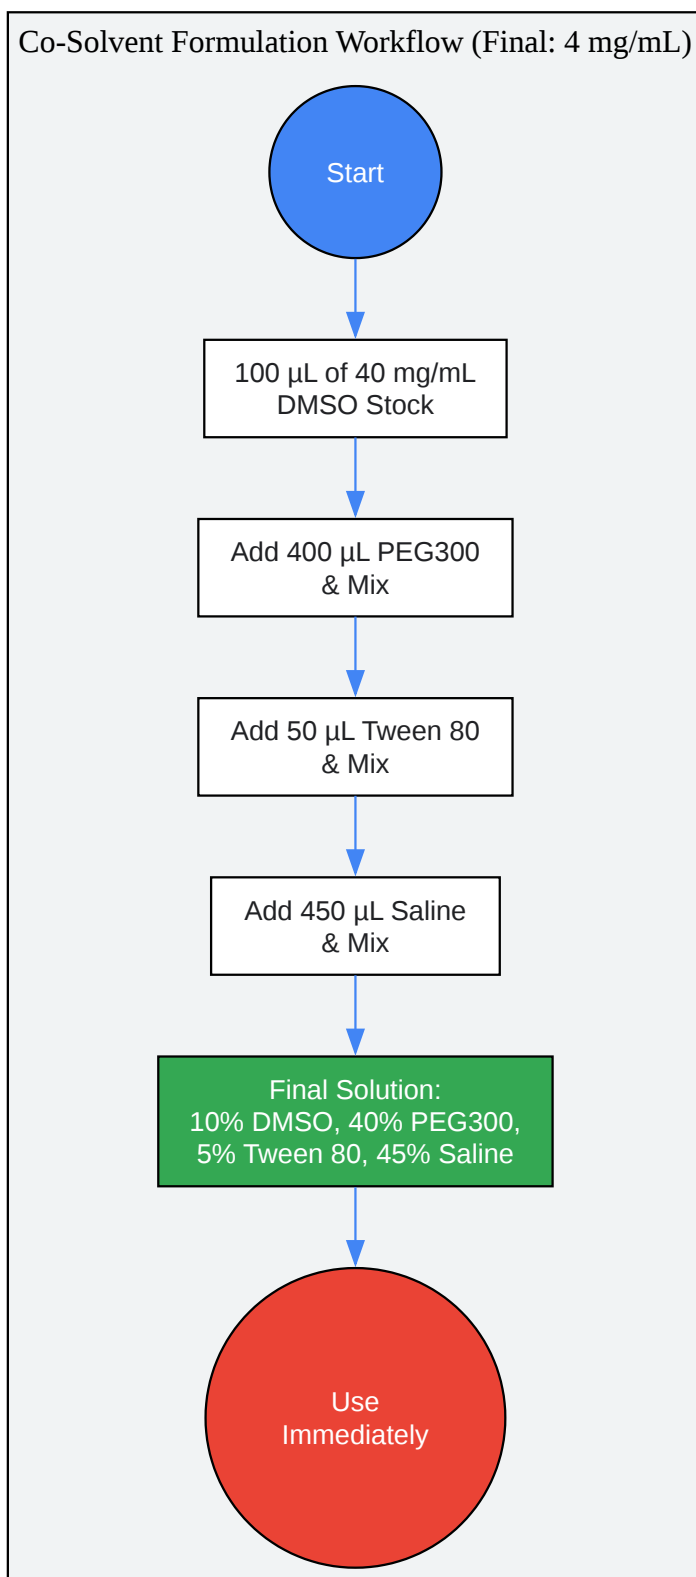 Co-Solvent Formulation Workflow (Final: 4 mg/mL)
Start
100 µL of 40 mg/mL
DMSO Stock
Add 400 µL PEG300
& Mix
Add 50 µL Tween 80
& Mix
Add 450 µL Saline
& Mix
Final Solution:
10% DMSO, 40% PEG300,
5% Tween 80, 45% Saline
Use
Immediately